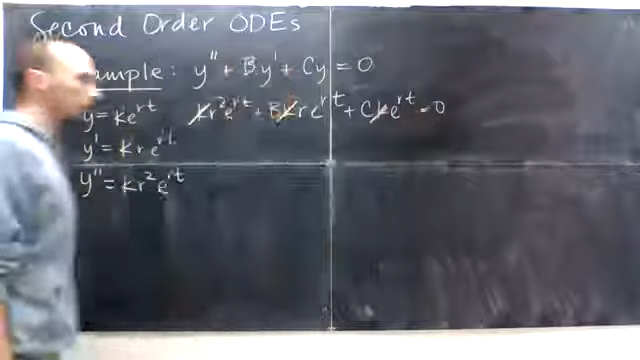 Second Order ODEs
ample: y'' + By' + Cy = 0
y = ke^{rt} kr^2e^{rt} + Bkre^{rt} + Cke^{rt} = 0
y' = kre^{rt}
y'' = kr^2e^{rt}